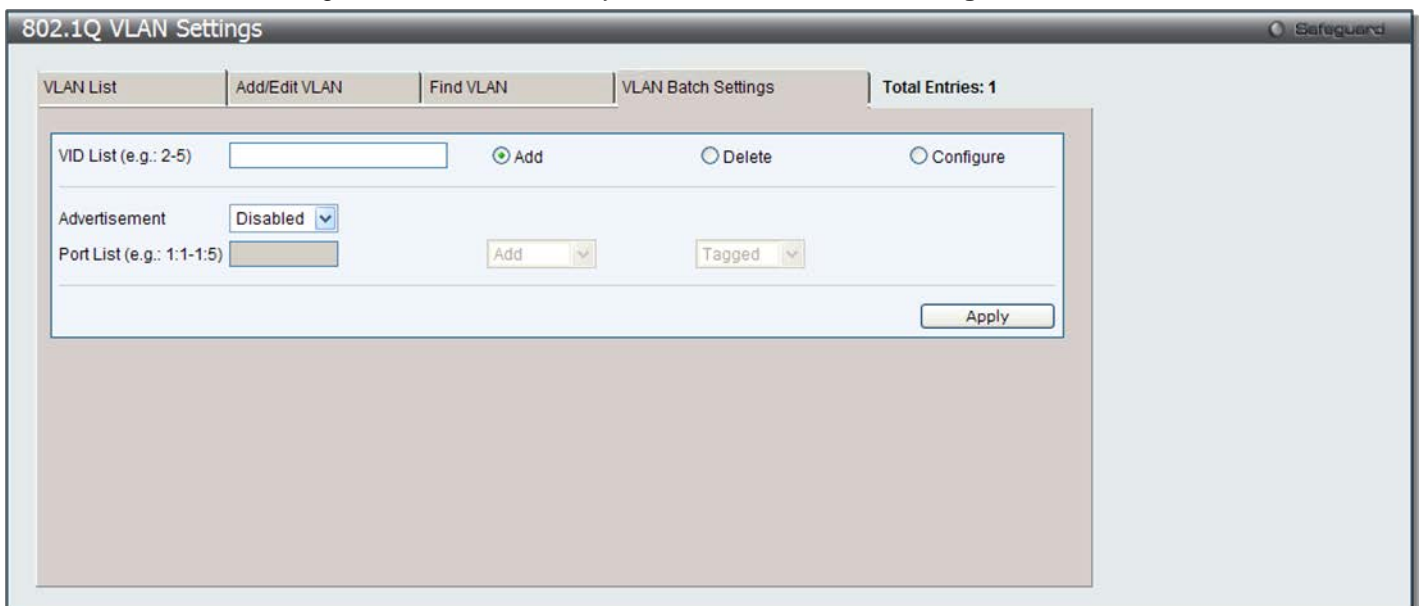 802.1Q VLAN Settings Safeguard
VLAN List Add/Edit VLAN Find VLAN VLAN Batch Settings Total Entries: 1
VID List (e.g.: 2-5) Add Delete Configure
Advertisement Disabled
Port List (e.g.: 1:1-1:5) Add Tagged
Apply